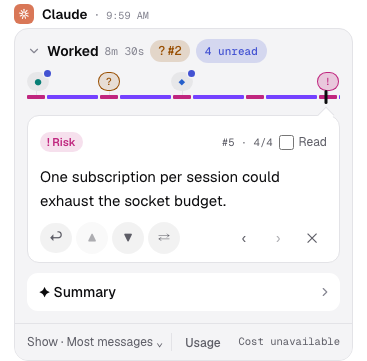 Claude · 9:59 AM
Worked 8m 30s ? #2 4 unread
? !
! Risk #5 · 4/4 Read
One subscription per session could
exhaust the socket budget.
Summary
Show · Most messages Usage Cost unavailable